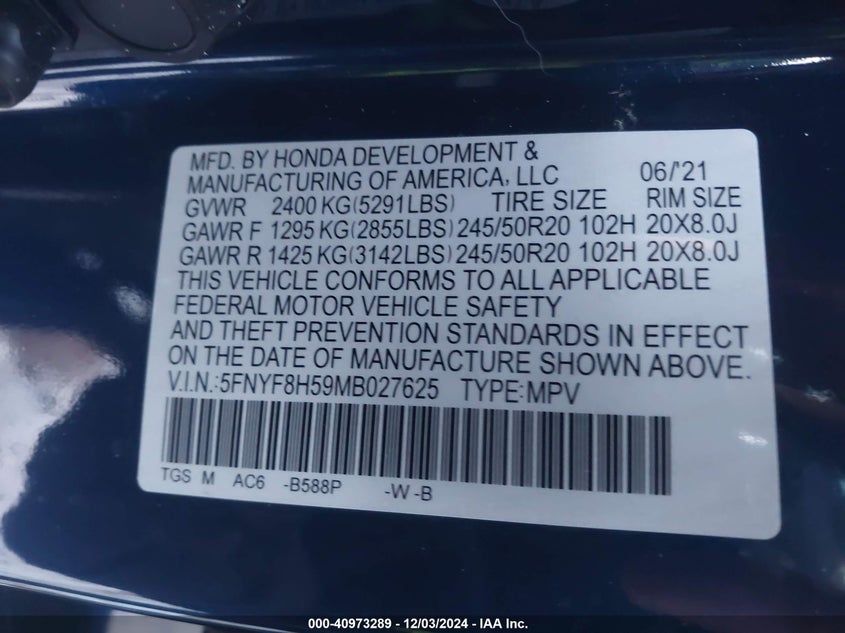 MFD. BY HONDA DEVELOPMENT &
MANUFACTURING OF AMERICA, LLC 06/'21
GVWR 2400 KG(5291LBS) TIRE SIZE RIM SIZE
GAWR F 1295 KG(2855LBS) 245/50R20 102H 20X8.0J
GAWR R 1425 KG(3142LBS) 245/50R20 102H 20X8.0J
THIS VEHICLE CONFORMS TO ALL APPLICABLE
FEDERAL MOTOR VEHICLE SAFETY
AND THEFT PREVENTION STANDARDS IN EFFECT
ON THE DATE OF MANUFACTURE SHOWN ABOVE.
V.I.N.:5FNYF8H59MB027625 TYPE:MPV
TGS M AC6 -B588P -W -B
000-40973289 - 12/03/2024 - IAA Inc.